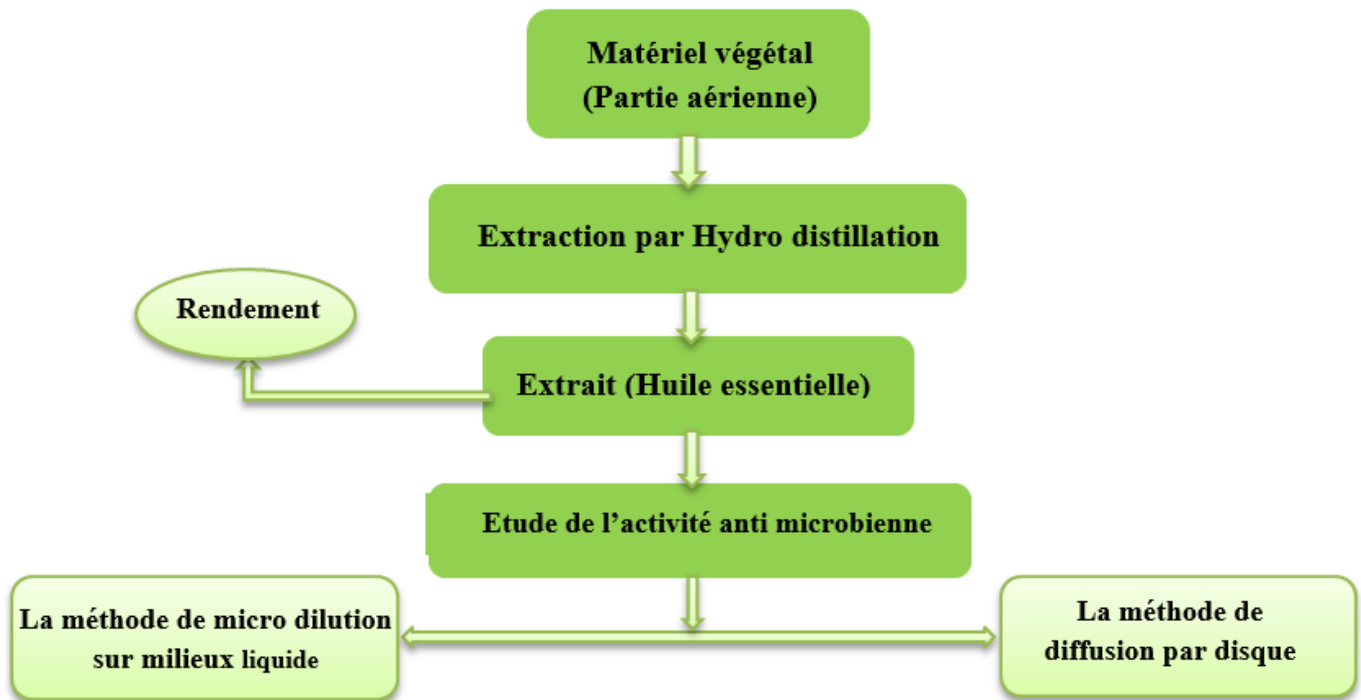 Matériel végétal
(Partie aérienne)
Extraction par Hydro distillation
Rendement
Extrait (Huile essentielle)
Etude de l’activité anti microbienne
La méthode de micro dilution
sur milieux liquide
La méthode de
diffusion par disque